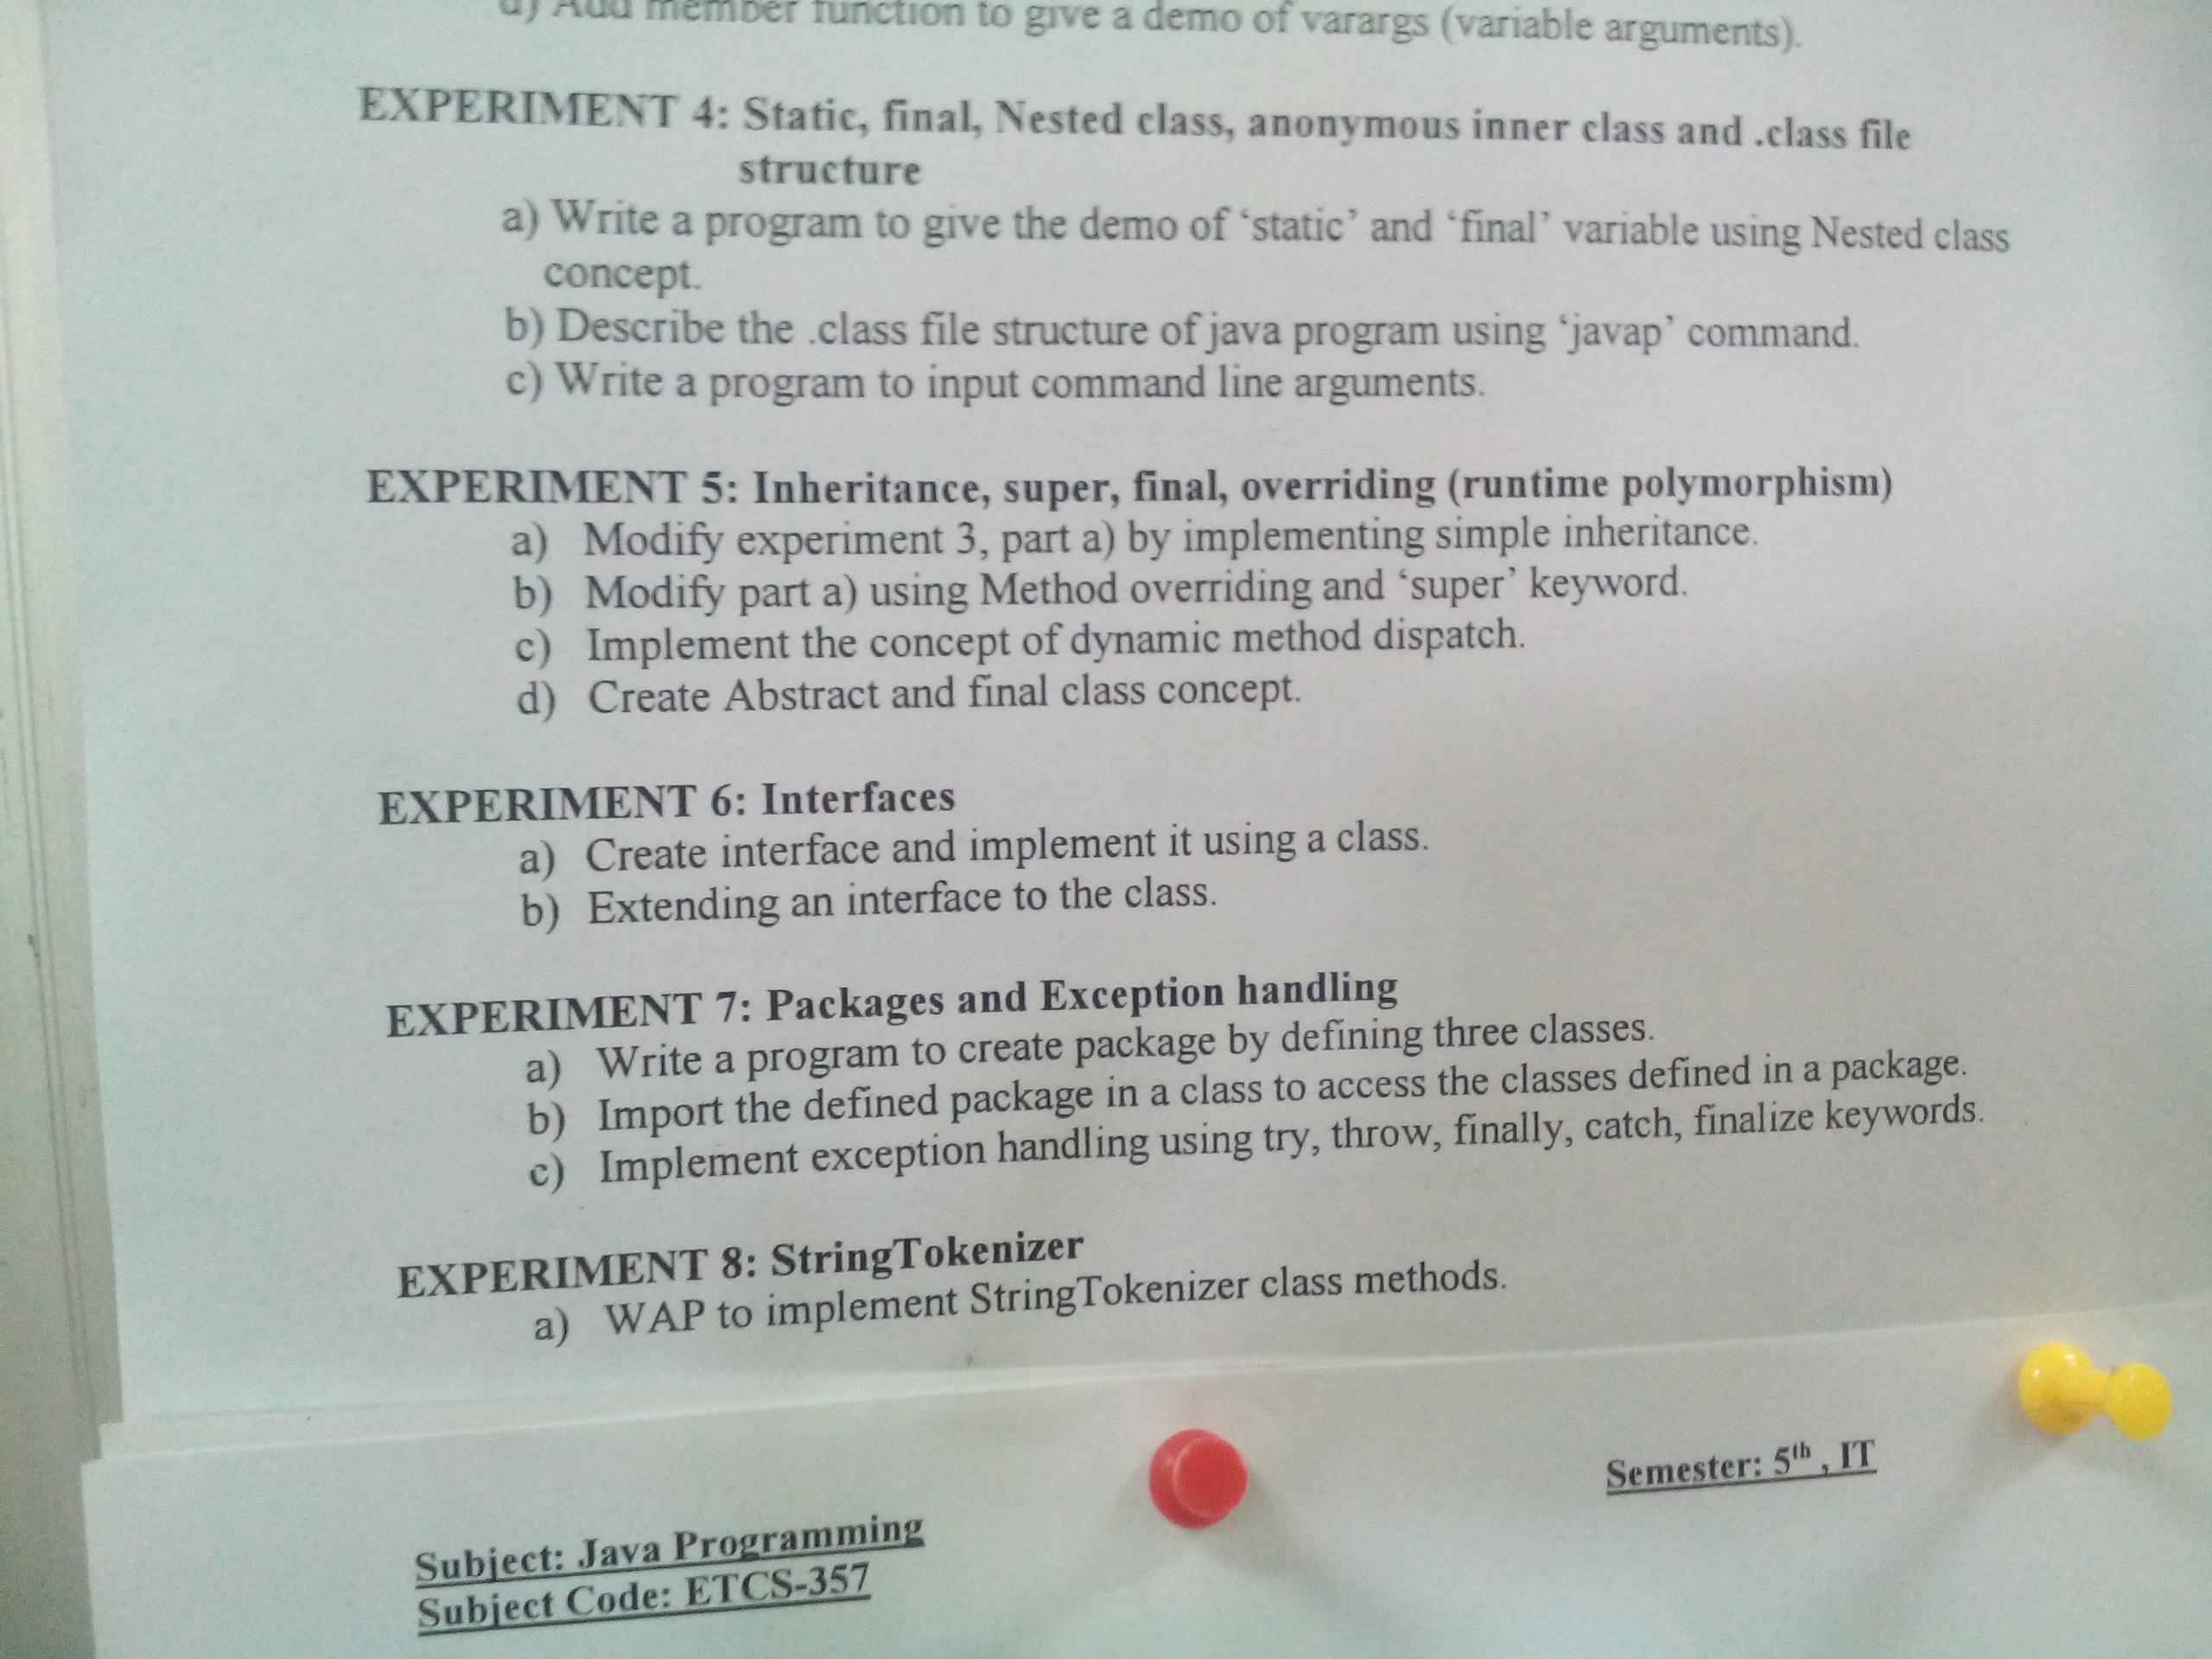 d) Add member function to give a demo of varargs (variable arguments).
EXPERIMENT 4: Static, final, Nested class, anonymous inner class and .class file
structure
a) Write a program to give the demo of ‘static’ and ‘final’ variable using Nested class
concept.
b) Describe the .class file structure of java program using ‘javap’ command.
c) Write a program to input command line arguments.
EXPERIMENT 5: Inheritance, super, final, overriding (runtime polymorphism)
a) Modify experiment 3, part a) by implementing simple inheritance.
b) Modify part a) using Method overriding and ‘super’ keyword.
c) Implement the concept of dynamic method dispatch.
d) Create Abstract and final class concept.
EXPERIMENT 6: Interfaces
a) Create interface and implement it using a class.
b) Extending an interface to the class.
EXPERIMENT 7: Packages and Exception handling
a) Write a program to create package by defining three classes.
b) Import the defined package in a class to access the classes defined in a package.
c) Implement exception handling using try, throw, finally, catch, finalize keywords.
EXPERIMENT 8: StringTokenizer
a) WAP to implement StringTokenizer class methods.
Semester: 5th , IT
Subject: Java Programming
Subject Code: ETCS-357